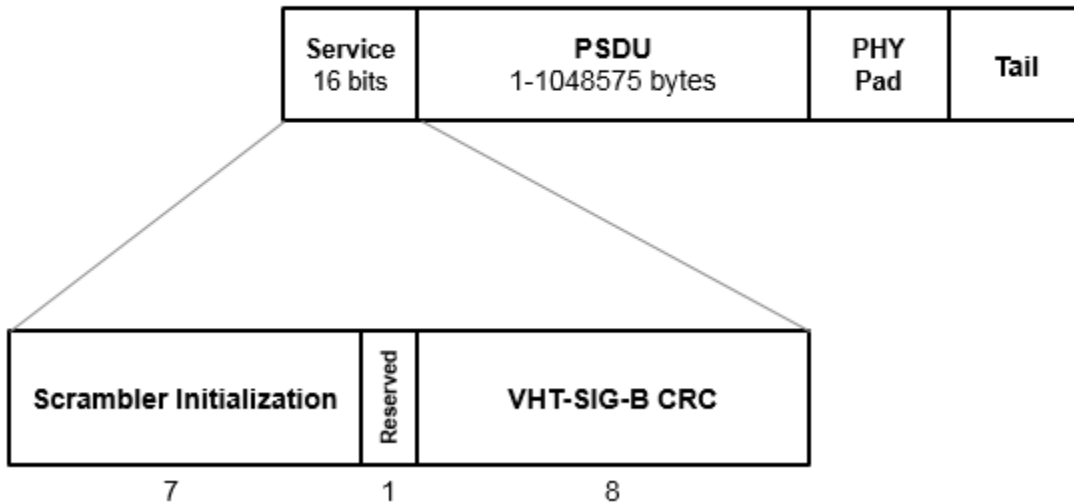 Service
16 bits
PSDU
1-1048575 bytes
PHY
Pad
Tail
Scrambler Initialization
Reserved
VHT-SIG-B CRC
7
1
8